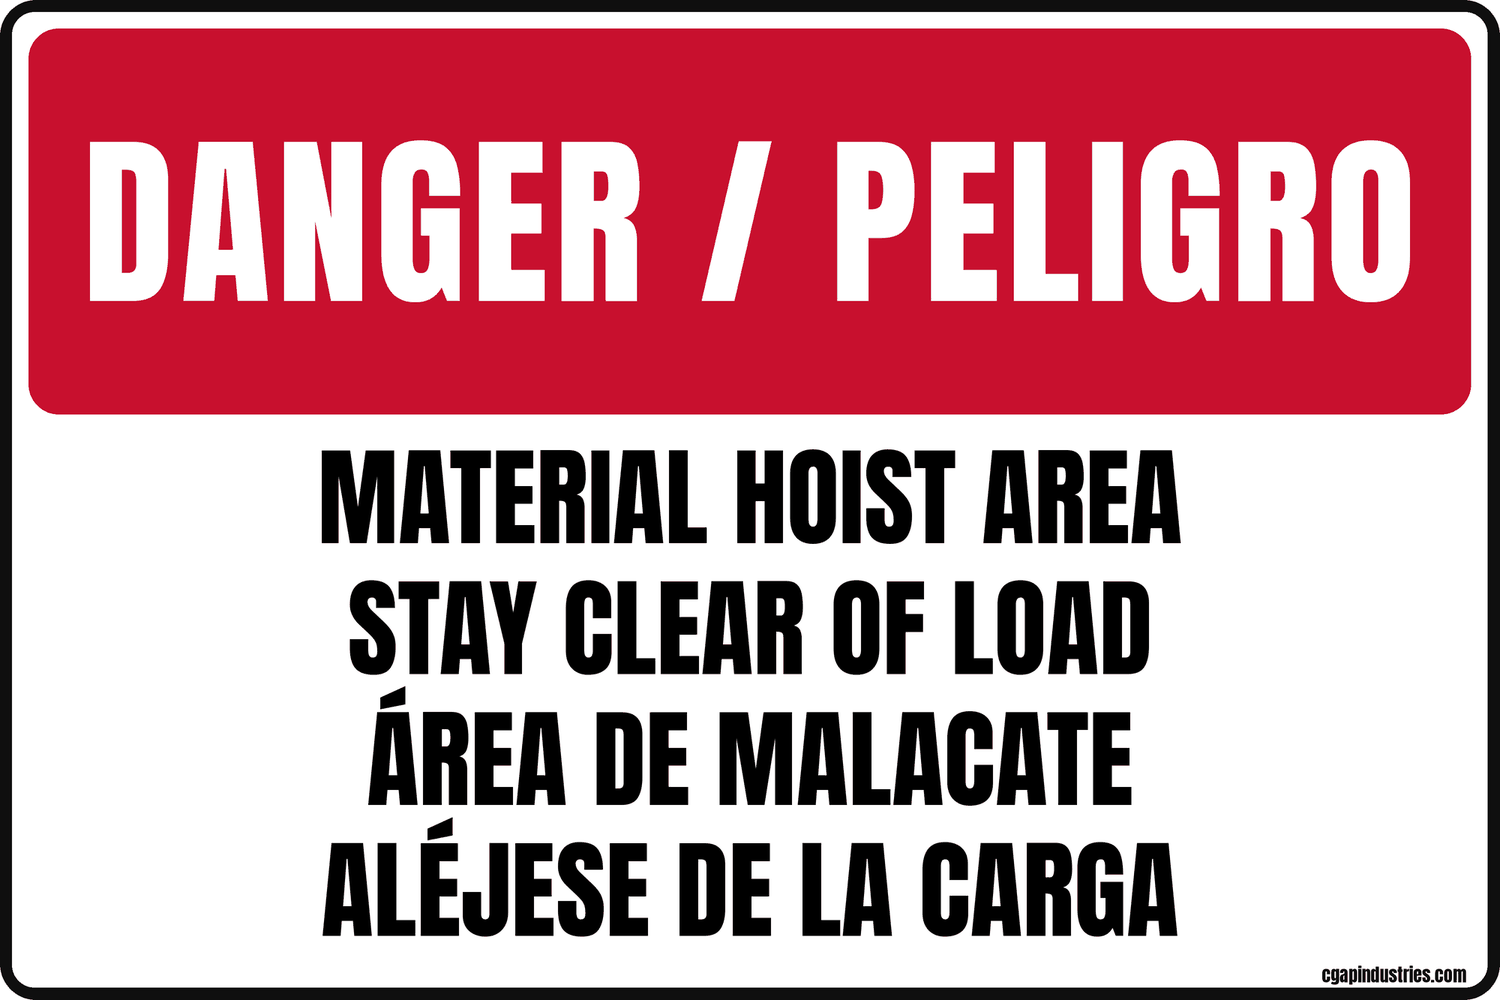 DANGER / PELIGRO
MATERIAL HOIST AREA
STAY CLEAR OF LOAD
ÁREA DE MALACATE
ALÉJESE DE LA CARGA
cgapindustries.com